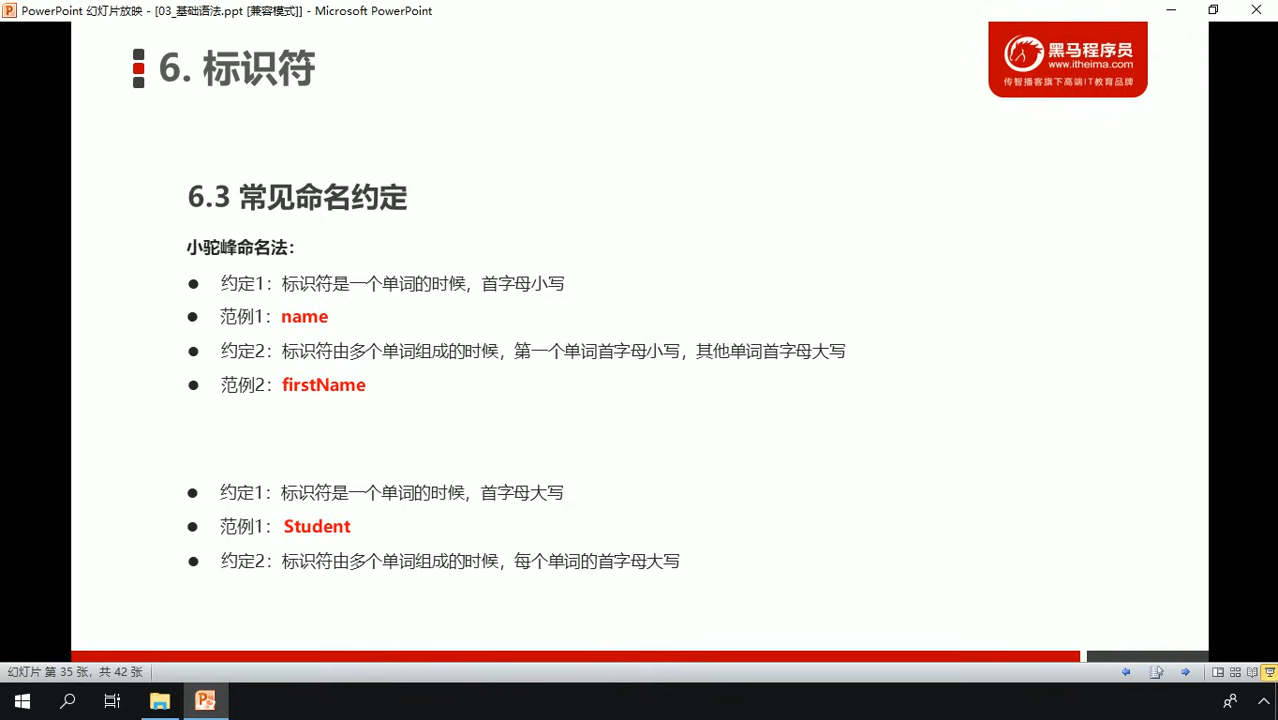 PowerPoint 幻灯片放映 - [03_基础语法.ppt [兼容模式]] - Microsoft PowerPoint
6. 标识符
黑马程序员
www.itheima.com
传智播客旗下高端IT教育品牌
6.3 常见命名约定
小驼峰命名法：
● 约定1：标识符是一个单词的时候，首字母小写
● 范例1：name
● 约定2：标识符由多个单词组成的时候，第一个单词首字母小写，其他单词首字母大写
● 范例2：firstName
● 约定1：标识符是一个单词的时候，首字母大写
● 范例1：Student
● 约定2：标识符由多个单词组成的时候，每个单词的首字母大写
幻灯片 第 35 张，共 42 张